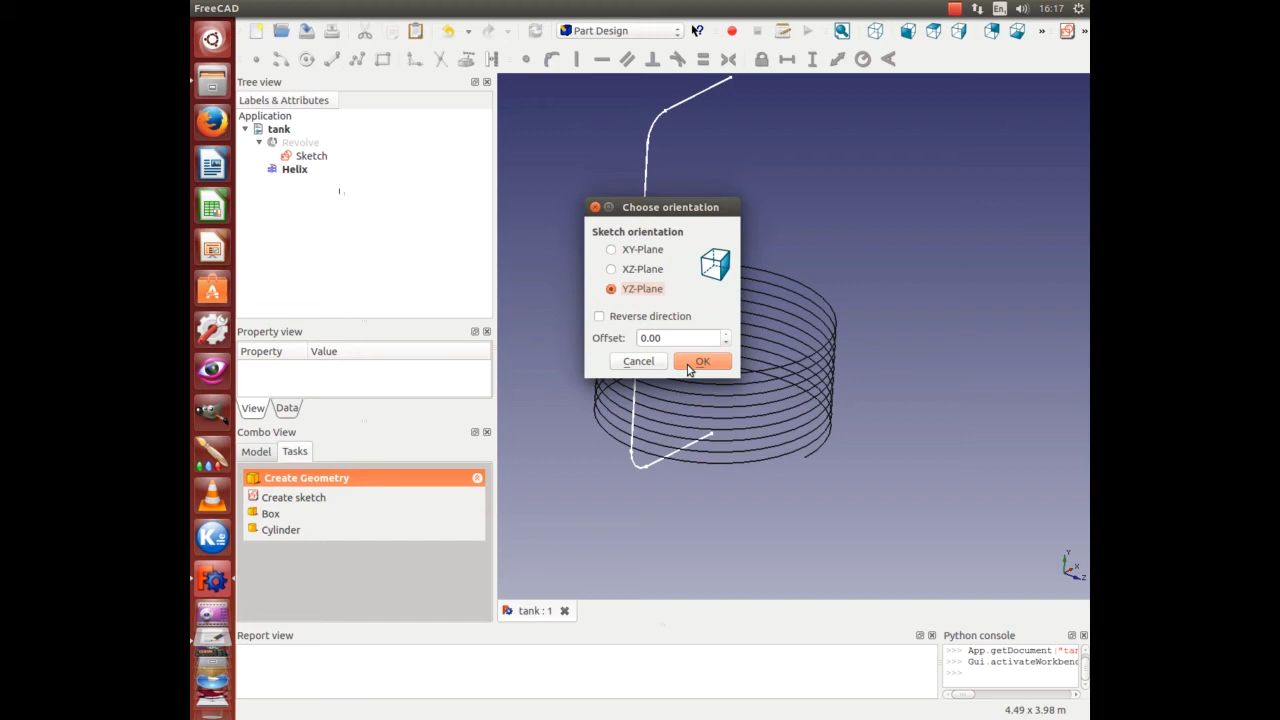 FreeCAD
En
16:17
Part Design
Tree view
Labels & Attributes
Application
tank
Revolve
Sketch
Helix
Choose orientation
Sketch orientation
XY-Plane
XZ-Plane
YZ-Plane
Reverse direction
Offset: 0.00
Cancel OK
Property view
Property Value
View Data
Combo View
Model Tasks
Create Geometry
Create sketch
Box
Cylinder
Y
X
Z
tank : 1
Report view
Python console
>>> App.getDocument("tan
>>> Gui.activateWorkben
>>>
4.49 x 3.98 m